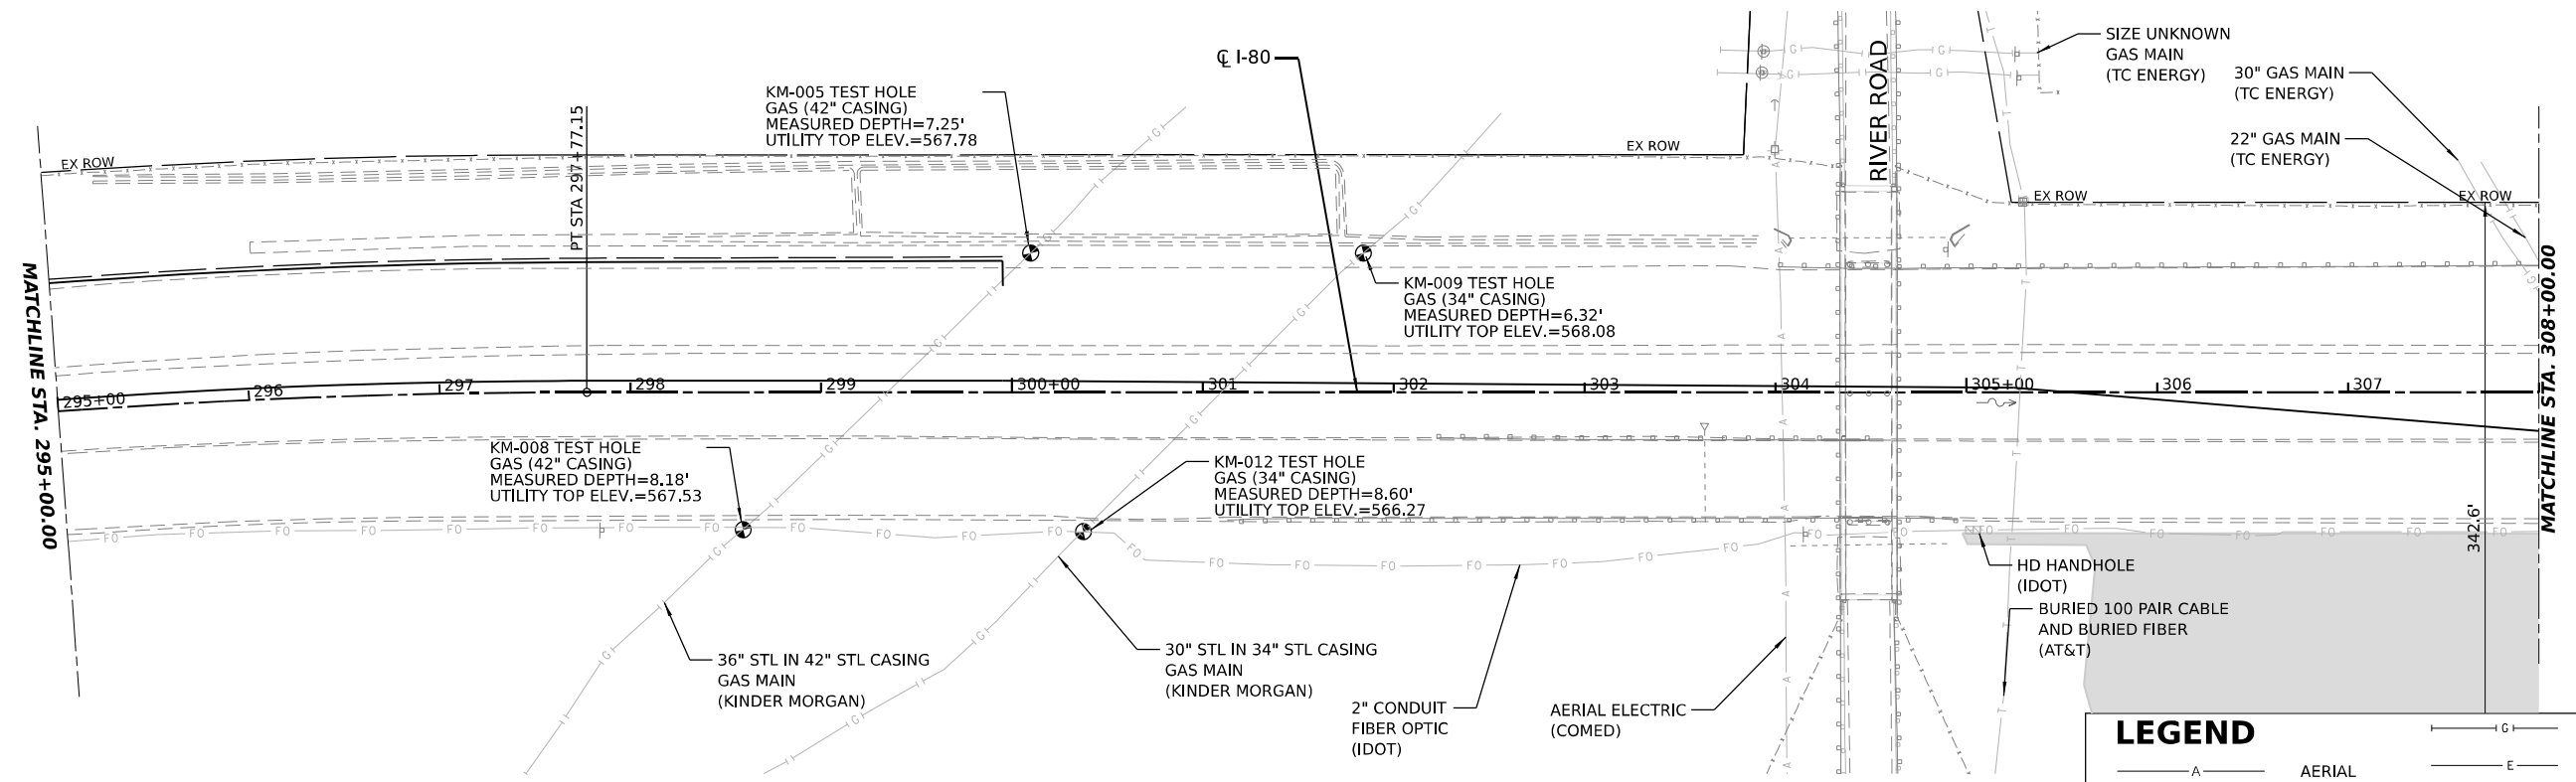 SIZE UNKNOWN
GAS MAIN
(TC ENERGY)
30" GAS MAIN
(TC ENERGY)
22" GAS MAIN
(TC ENERGY)
℄ I-80
RIVER ROAD
KM-005 TEST HOLE
GAS (42" CASING)
MEASURED DEPTH=7.25'
UTILITY TOP ELEV.=567.78
PT STA 297+77.15
EX ROW
EX ROW
EX ROW
EX ROW
KM-009 TEST HOLE
GAS (34" CASING)
MEASURED DEPTH=6.32'
UTILITY TOP ELEV.=568.08
MATCHLINE STA. 295+00.00
MATCHLINE STA. 308+00.00
295+00
296
297
298
299
300+00
301
302
303
304
305+00
306
307
KM-008 TEST HOLE
GAS (42" CASING)
MEASURED DEPTH=8.18'
UTILITY TOP ELEV.=567.53
KM-012 TEST HOLE
GAS (34" CASING)
MEASURED DEPTH=8.60'
UTILITY TOP ELEV.=566.27
342.6'
HD HANDHOLE
(IDOT)
BURIED 100 PAIR CABLE
AND BURIED FIBER
(AT&T)
36" STL IN 42" STL CASING
GAS MAIN
(KINDER MORGAN)
30" STL IN 34" STL CASING
GAS MAIN
(KINDER MORGAN)
2" CONDUIT
FIBER OPTIC
(IDOT)
AERIAL ELECTRIC
(COMED)
LEGEND
G
A AERIAL
E